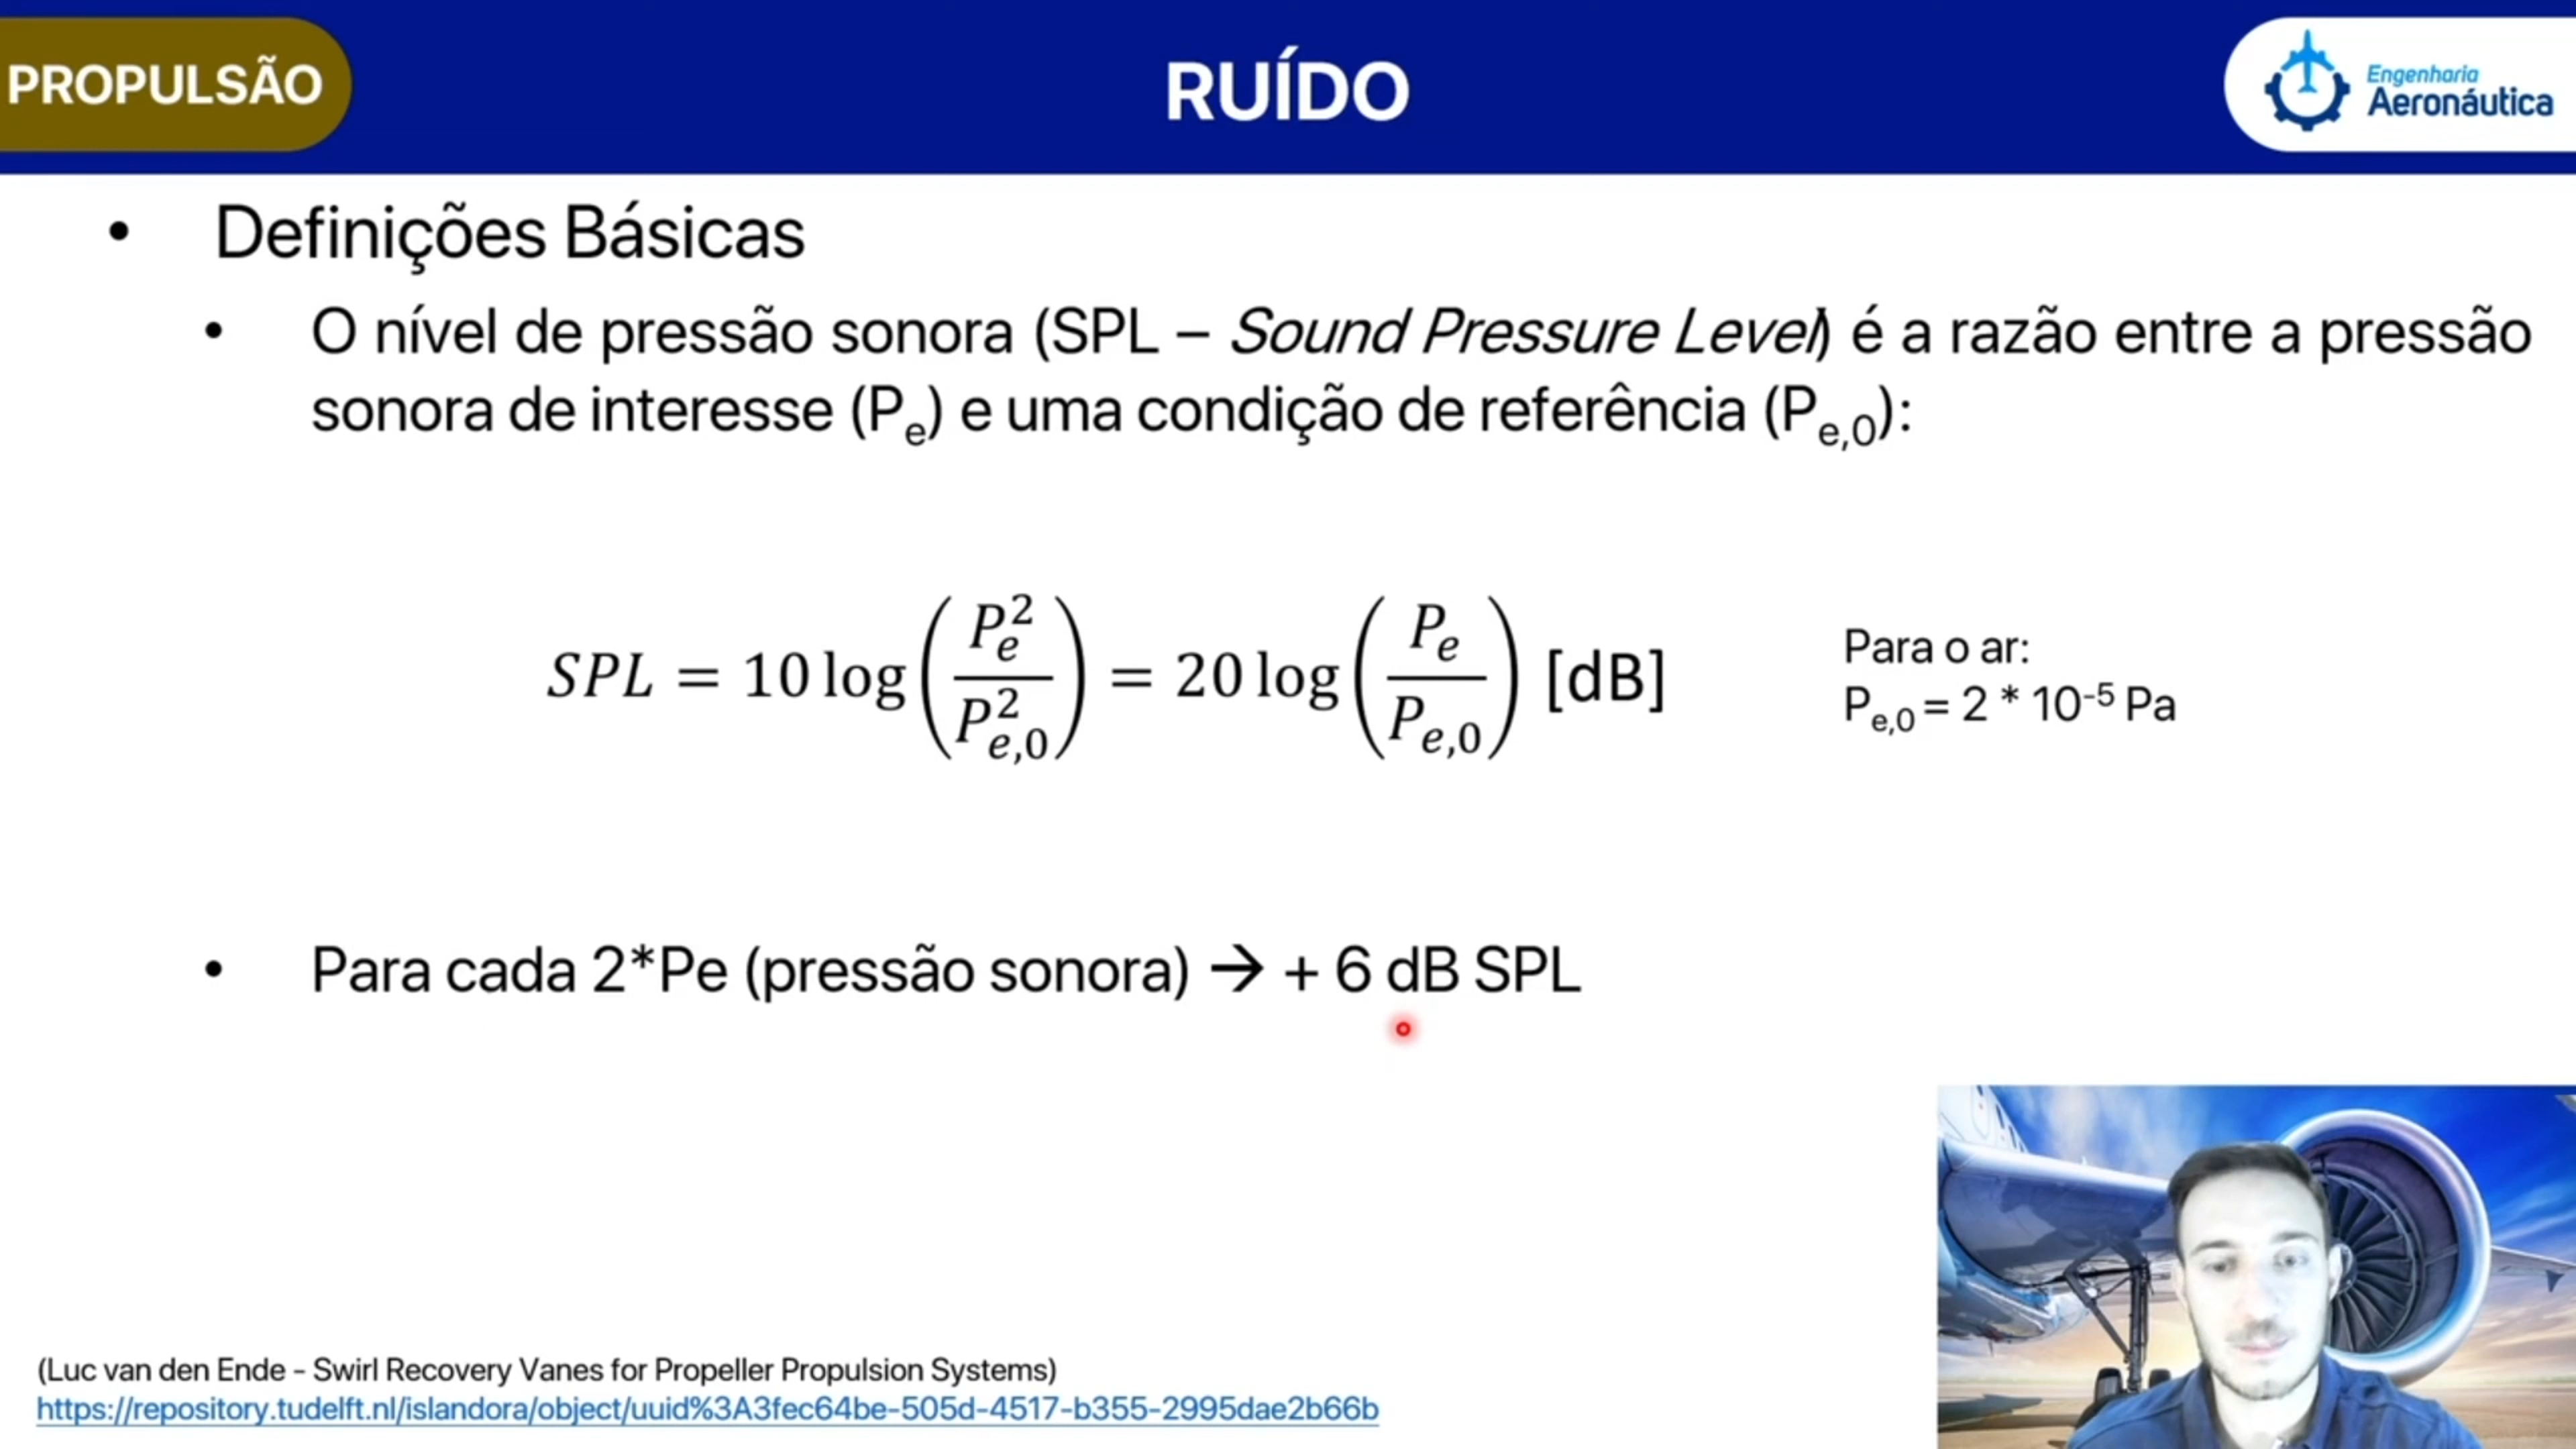 PROPULSÃO
RUÍDO
Engenharia
Aeronáutica
• Definições Básicas
• O nível de pressão sonora (SPL – Sound Pressure Level) é a razão entre a pressão
sonora de interesse (Pe) e uma condição de referência (Pe,0):
SPL = 10 log(Pe²/Pe,0²) = 20 log(Pe/Pe,0) [dB]
Para o ar:
Pe,0 = 2 * 10⁻⁵ Pa
• Para cada 2*Pe (pressão sonora) → + 6 dB SPL
(Luc van den Ende - Swirl Recovery Vanes for Propeller Propulsion Systems)
https://repository.tudelft.nl/islandora/object/uuid%3A3fec64be-505d-4517-b355-2995dae2b66b